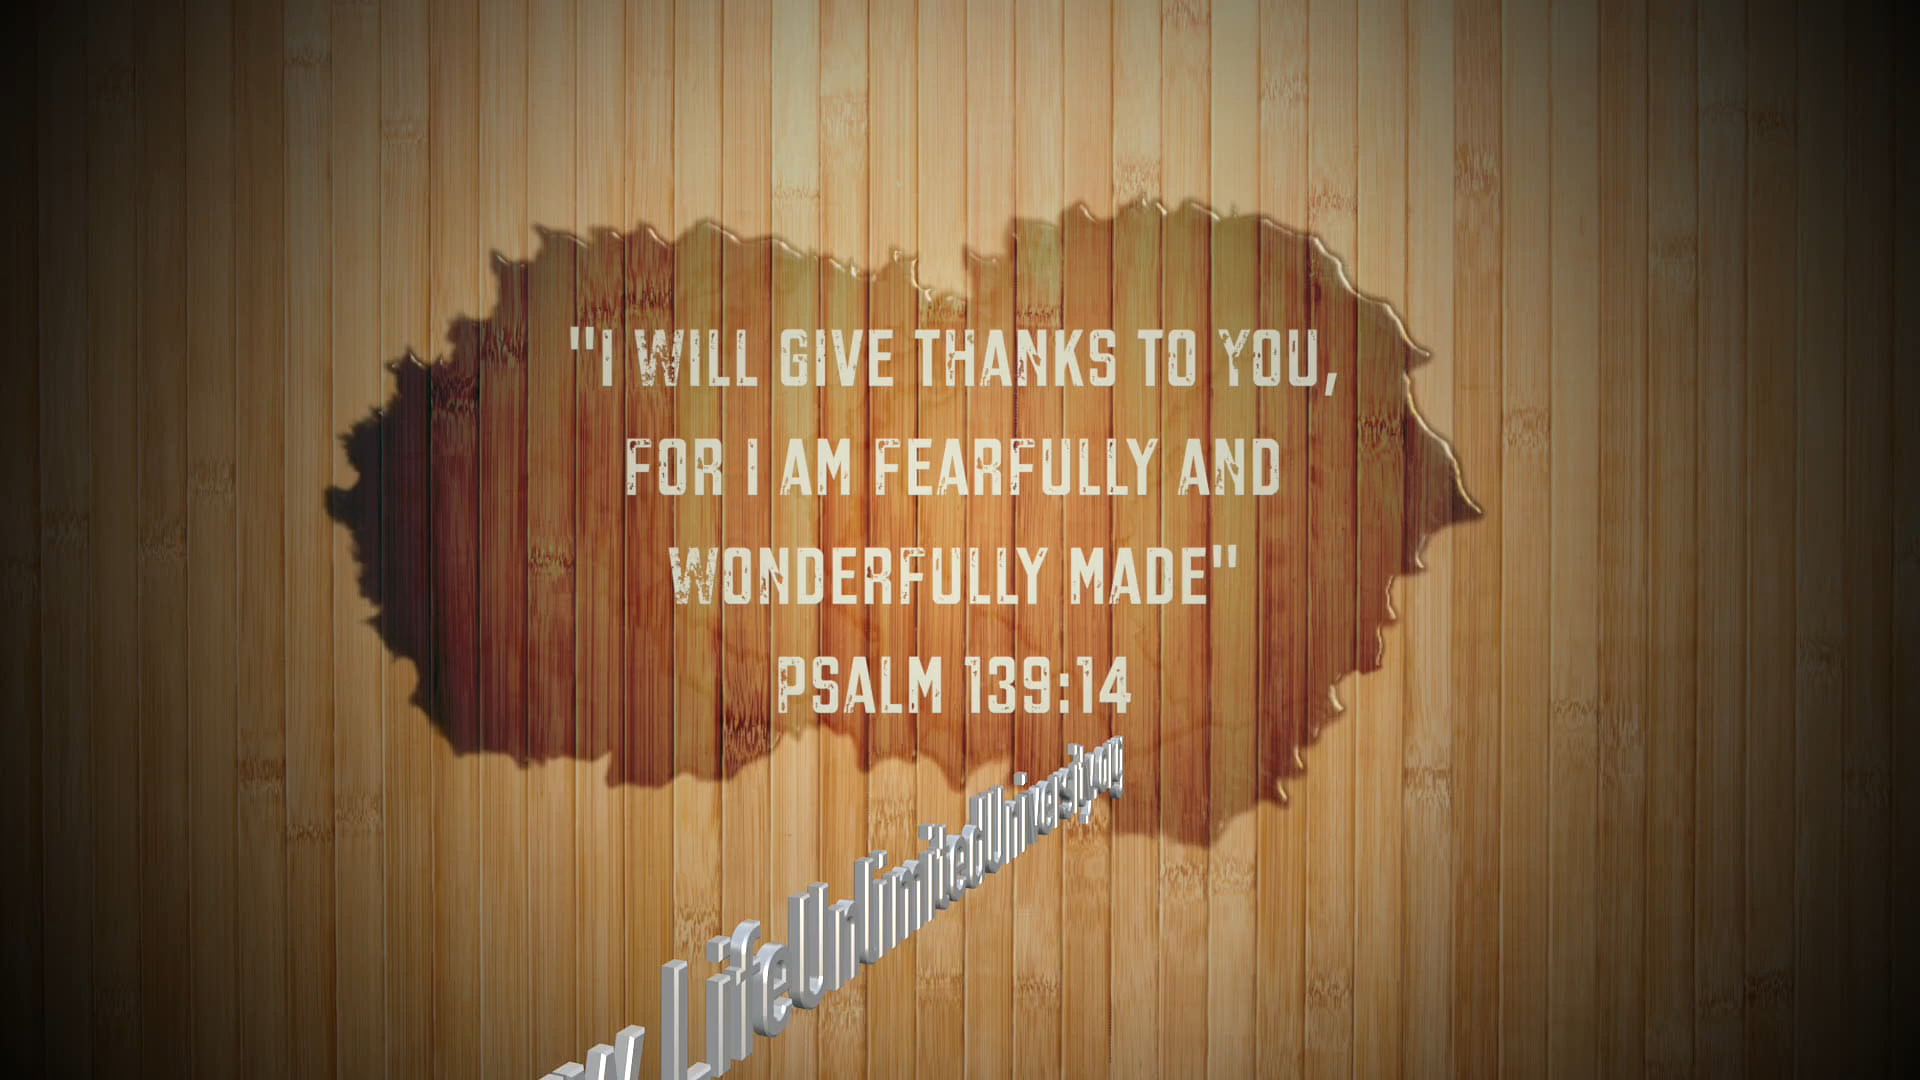 "I WILL GIVE THANKS TO YOU,
FOR I AM FEARFULLY AND
WONDERFULLY MADE"
PSALM 139:14
LifeUnlimitedUniversity.org